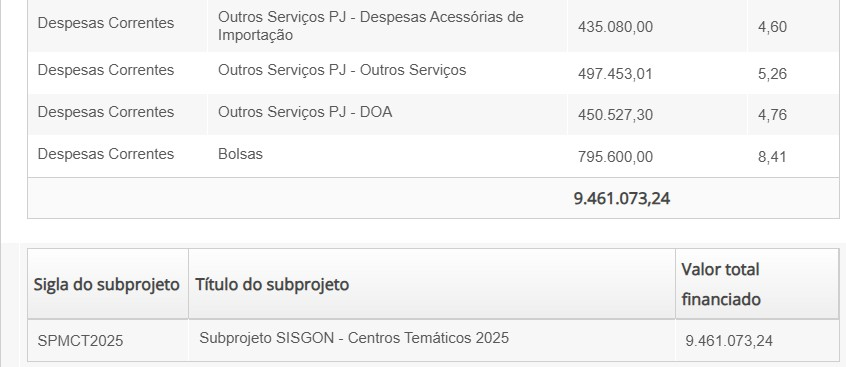 Despesas Correntes Outros Serviços PJ - Despesas Acessórias de
Importação 435.080,00 4,60
Despesas Correntes Outros Serviços PJ - Outros Serviços 497.453,01 5,26
Despesas Correntes Outros Serviços PJ - DOA 450.527,30 4,76
Despesas Correntes Bolsas 795.600,00 8,41
9.461.073,24
Sigla do subprojeto Título do subprojeto Valor total
financiado
SPMCT2025 Subprojeto SISGON - Centros Temáticos 2025 9.461.073,24